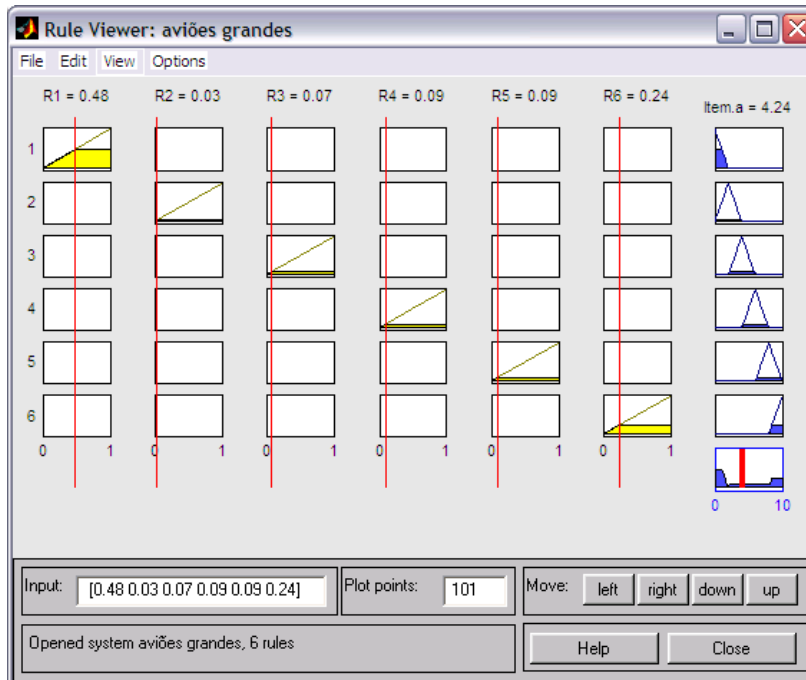 Rule Viewer: aviões grandes
File Edit View Options
R1 = 0.48 R2 = 0.03 R3 = 0.07 R4 = 0.09 R5 = 0.09 R6 = 0.24 Item.a = 4.24
1
2
3
4
5
6
0 1 0 1 0 1 0 1 0 1 0 1
0 10
Input: [0.48 0.03 0.07 0.09 0.09 0.24] Plot points: 101 Move: left right down up
Opened system aviões grandes, 6 rules Help Close